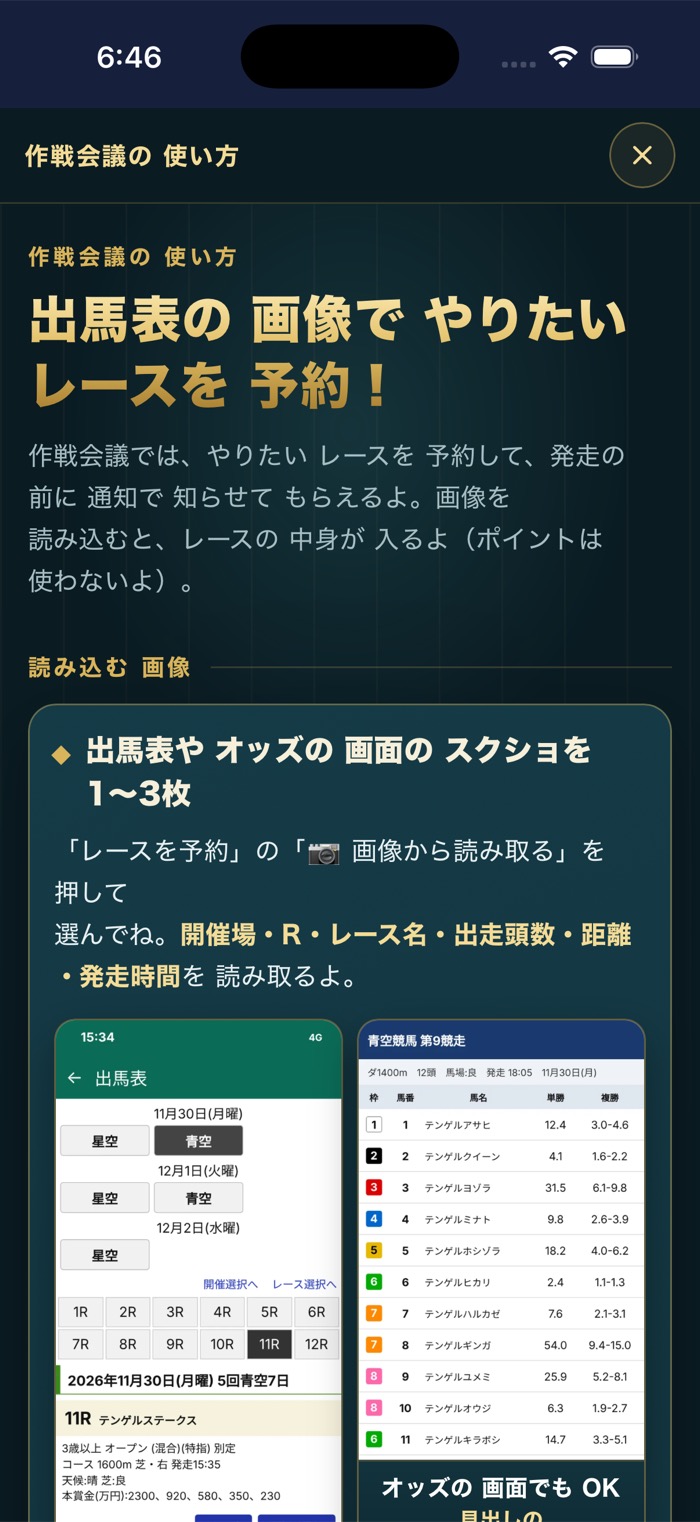 6:46
作戦会議の 使い方
作戦会議の 使い方
出馬表の 画像で やりたい
レースを 予約！
作戦会議では、やりたい レースを 予約して、発走の
前に 通知で 知らせて もらえるよ。画像を
読み込むと、レースの 中身が 入るよ（ポイントは
使わないよ）。
読み込む 画像
出馬表や オッズの 画面の スクショを
1〜3枚
「レースを予約」の「📷 画像から読み取る」を
押して
選んでね。開催場・R・レース名・出走頭数・距離
・発走時間を 読み取るよ。
15:34 4G
← 出馬表
11月30日(月曜)
星空 青空
12月1日(火曜)
星空 青空
12月2日(水曜)
星空
開催選択へ レース選択へ
1R 2R 3R 4R 5R 6R
7R 8R 9R 10R 11R 12R
2026年11月30日(月曜) 5回青空7日
11R テンゲルステークス
3歳以上 オープン (混合)(特指) 別定
コース 1600m 芝・右 発走15:35
天候:晴 芝:良
本賞金(万円):2300、920、580、350、230
青空競馬 第9競走
ダ1400m 12頭 馬場:良 発走 18:05 11月30日(月)
枠 馬番 馬名 単勝 複勝
1 1 テンゲルアサヒ 12.4 3.0-4.6
2 2 テンゲルクイーン 4.1 1.6-2.2
3 3 テンゲルヨゾラ 31.5 6.1-9.8
4 4 テンゲルミナト 9.8 2.6-3.9
5 5 テンゲルホシゾラ 18.2 4.0-6.2
6 6 テンゲルヒカリ 2.4 1.1-1.3
7 7 テンゲルハルカゼ 7.6 2.1-3.1
7 8 テンゲルギンガ 54.0 9.4-15.0
8 9 テンゲルユメミ 25.9 5.2-8.1
8 10 テンゲルオウジ 6.3 1.9-2.7
6 11 テンゲルキラボシ 14.7 3.3-5.1
オッズの 画面でも OK
見出しの